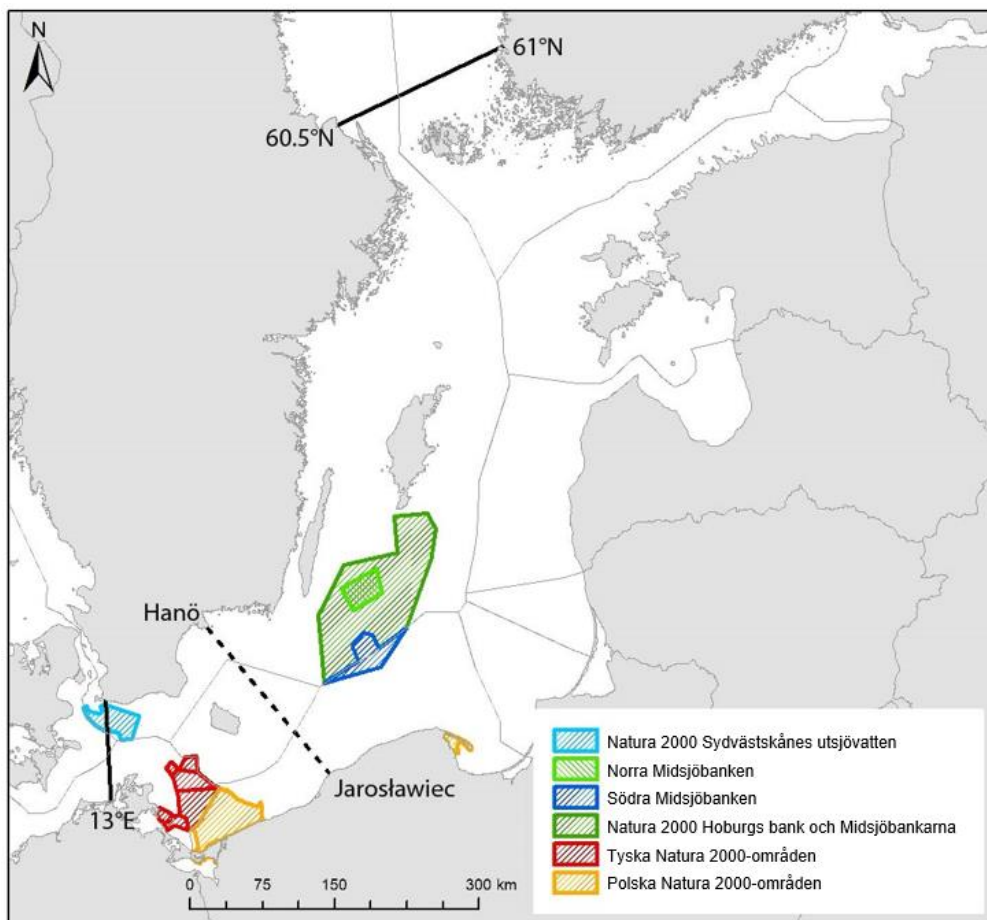 N
61°N
60.5°N
Hanö
Jarosławiec
13°E
0 75 150 300 km
Natura 2000 Sydvästskånes utsjövatten
Norra Midsjöbanken
Södra Midsjöbanken
Natura 2000 Hoburgs bank och Midsjöbankarna
Tyska Natura 2000-områden
Polska Natura 2000-områden